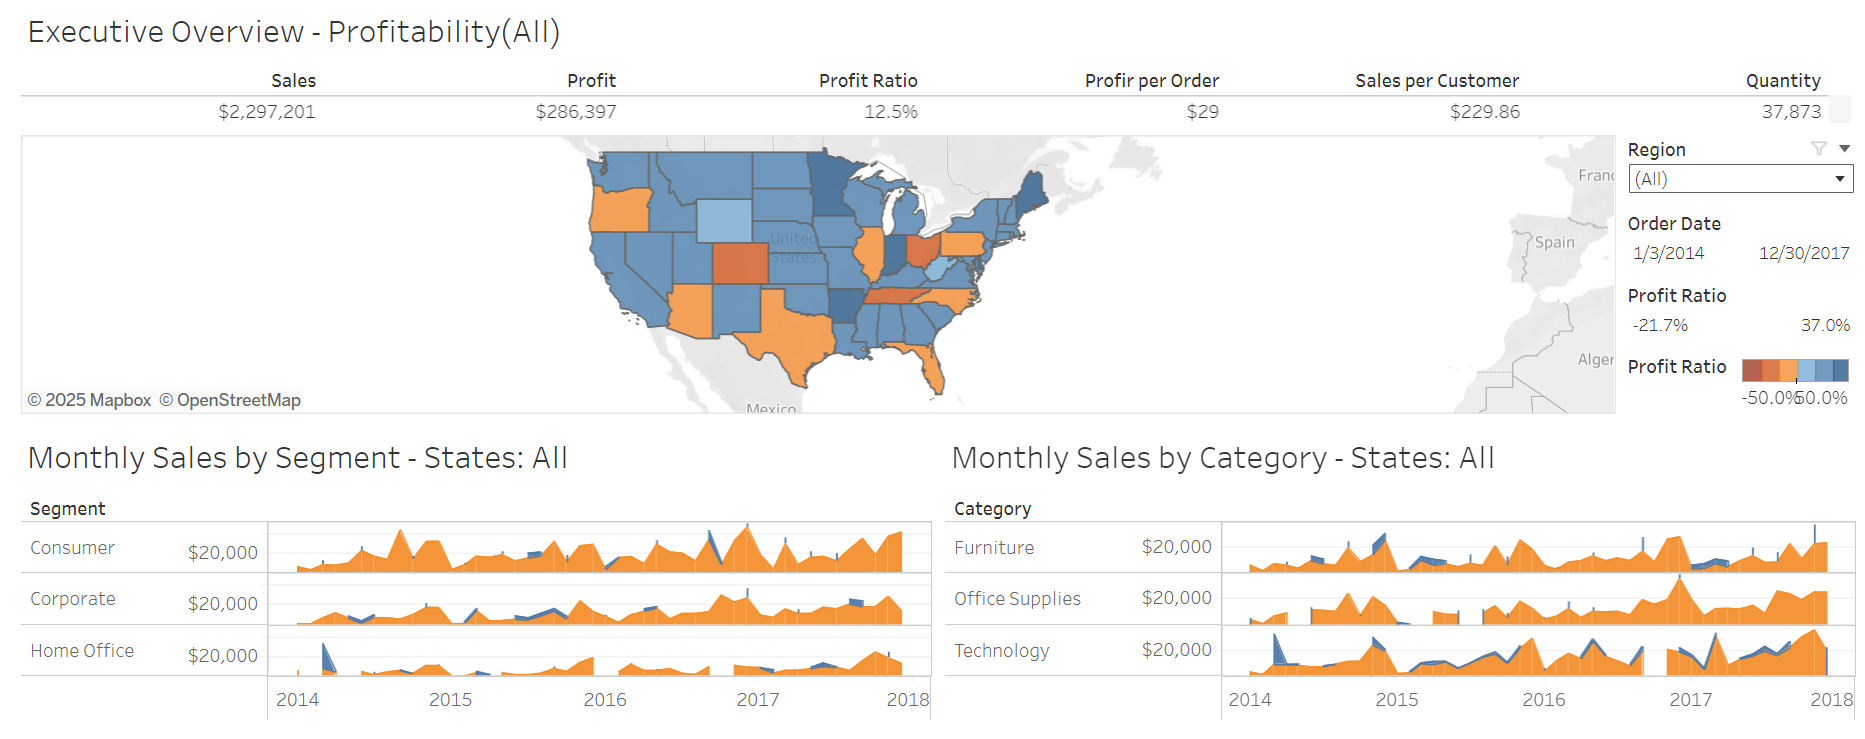 Executive Overview - Profitability(All)
Sales Profit Profit Ratio Profir per Order Sales per Customer Quantity
$2,297,201 $286,397 12.5% $29 $229.86 37,873
United
States
Mexico
Franc
Spain
Alger
© 2025 Mapbox © OpenStreetMap
Region
(All)
Order Date
1/3/2014 12/30/2017
Profit Ratio
-21.7% 37.0%
Profit Ratio
-50.0% 50.0%
Monthly Sales by Segment - States: All
Segment
Consumer $20,000
Corporate $20,000
Home Office $20,000
2014 2015 2016 2017 2018
Monthly Sales by Category - States: All
Category
Furniture $20,000
Office Supplies $20,000
Technology $20,000
2014 2015 2016 2017 2018